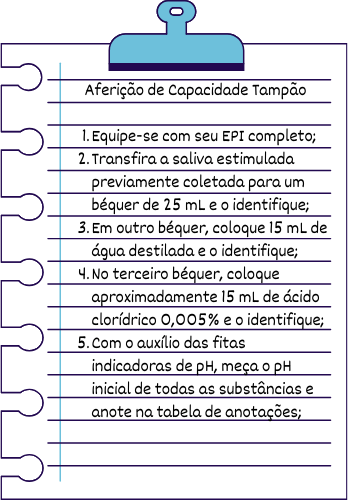 Aferição de Capacidade Tampão
1. Equipe-se com seu EPI completo;
2. Transfira a saliva estimulada
previamente coletada para um
béquer de 25 mL e o identifique;
3. Em outro béquer, coloque 15 mL de
água destilada e o identifique;
4. No terceiro béquer, coloque
aproximadamente 15 mL de ácido
clorídrico 0,005% e o identifique;
5. Com o auxílio das fitas
indicadoras de pH, meça o pH
inicial de todas as substâncias e
anote na tabela de anotações;